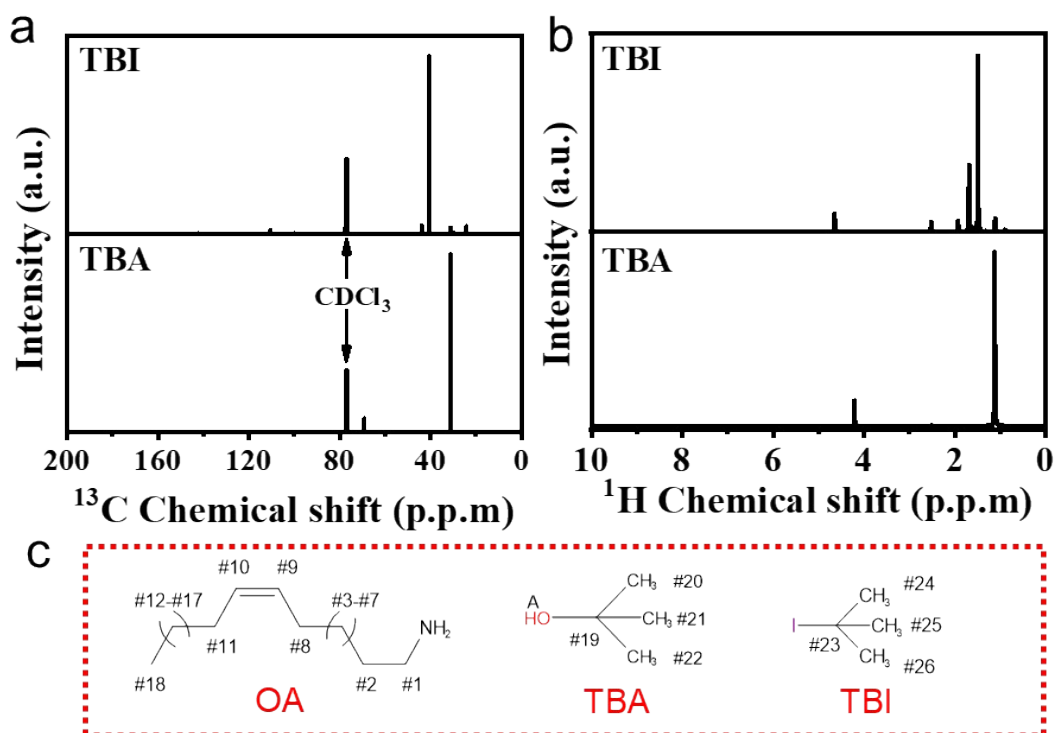 a
TBI
TBA
CDCl₃
Intensity (a.u.)
200 160 120 80 40 0
¹³C Chemical shift (p.p.m)
b
TBI
TBA
Intensity (a.u.)
10 8 6 4 2 0
¹H Chemical shift (p.p.m)
c
#10 #9
#12-#17 #3-#7
NH₂
#11 #8
#18 #2 #1
OA
A
HO
CH₃ #20
CH₃ #21
#19
CH₃ #22
TBA
#24
CH₃
I CH₃ #25
#23
CH₃
#26
TBI